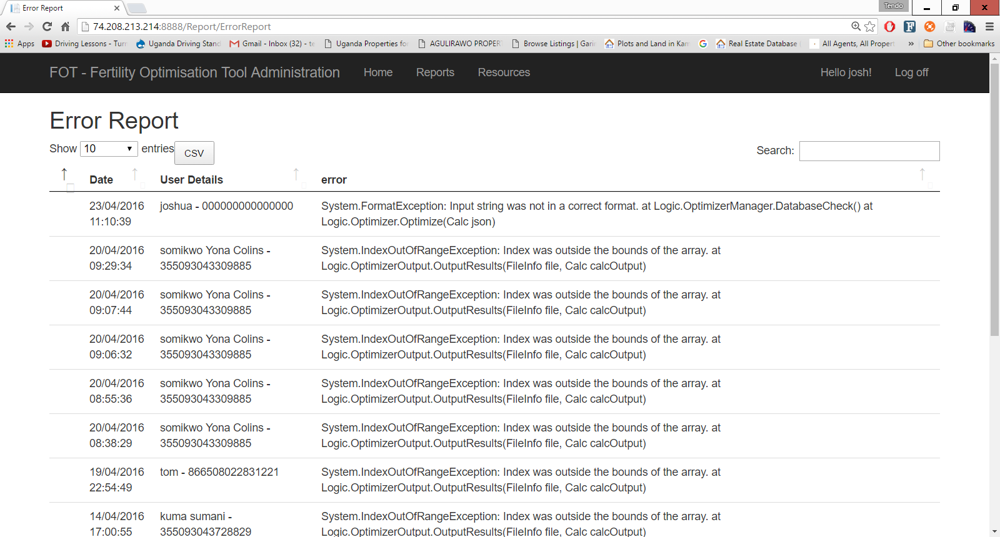 Error Report
Tendo
74.208.213.214:8888/Report/ErrorReport
Apps Driving Lessons - Turn Uganda Driving Stand Gmail - Inbox (32) - te Uganda Properties for AGULIRAWO PROPER Browse Listings | Gari Plots and Land in Kam Real Estate Database All Agents, All Propert » Other bookmarks
FOT - Fertility Optimisation Tool Administration Home Reports Resources Hello josh! Log off
Error Report
Show 10 entries CSV Search:
Date User Details error
23/04/2016 joshua - 000000000000000 System.FormatException: Input string was not in a correct format. at Logic.OptimizerManager.DatabaseCheck() at
11:10:39 Logic.Optimizer.Optimize(Calc json)
20/04/2016 somikwo Yona Colins - System.IndexOutOfRangeException: Index was outside the bounds of the array. at
09:29:34 355093043309885 Logic.OptimizerOutput.OutputResults(FileInfo file, Calc calcOutput)
20/04/2016 somikwo Yona Colins - System.IndexOutOfRangeException: Index was outside the bounds of the array. at
09:07:44 355093043309885 Logic.OptimizerOutput.OutputResults(FileInfo file, Calc calcOutput)
20/04/2016 somikwo Yona Colins - System.IndexOutOfRangeException: Index was outside the bounds of the array. at
09:06:32 355093043309885 Logic.OptimizerOutput.OutputResults(FileInfo file, Calc calcOutput)
20/04/2016 somikwo Yona Colins - System.IndexOutOfRangeException: Index was outside the bounds of the array. at
08:55:36 355093043309885 Logic.OptimizerOutput.OutputResults(FileInfo file, Calc calcOutput)
20/04/2016 somikwo Yona Colins - System.IndexOutOfRangeException: Index was outside the bounds of the array. at
08:38:29 355093043309885 Logic.OptimizerOutput.OutputResults(FileInfo file, Calc calcOutput)
19/04/2016 tom - 866508022831221 System.IndexOutOfRangeException: Index was outside the bounds of the array. at
22:54:49 Logic.OptimizerOutput.OutputResults(FileInfo file, Calc calcOutput)
14/04/2016 kuma sumani - System.IndexOutOfRangeException: Index was outside the bounds of the array. at
17:00:55 355093043728829 Logic.OptimizerOutput.OutputResults(FileInfo file, Calc calcOutput)